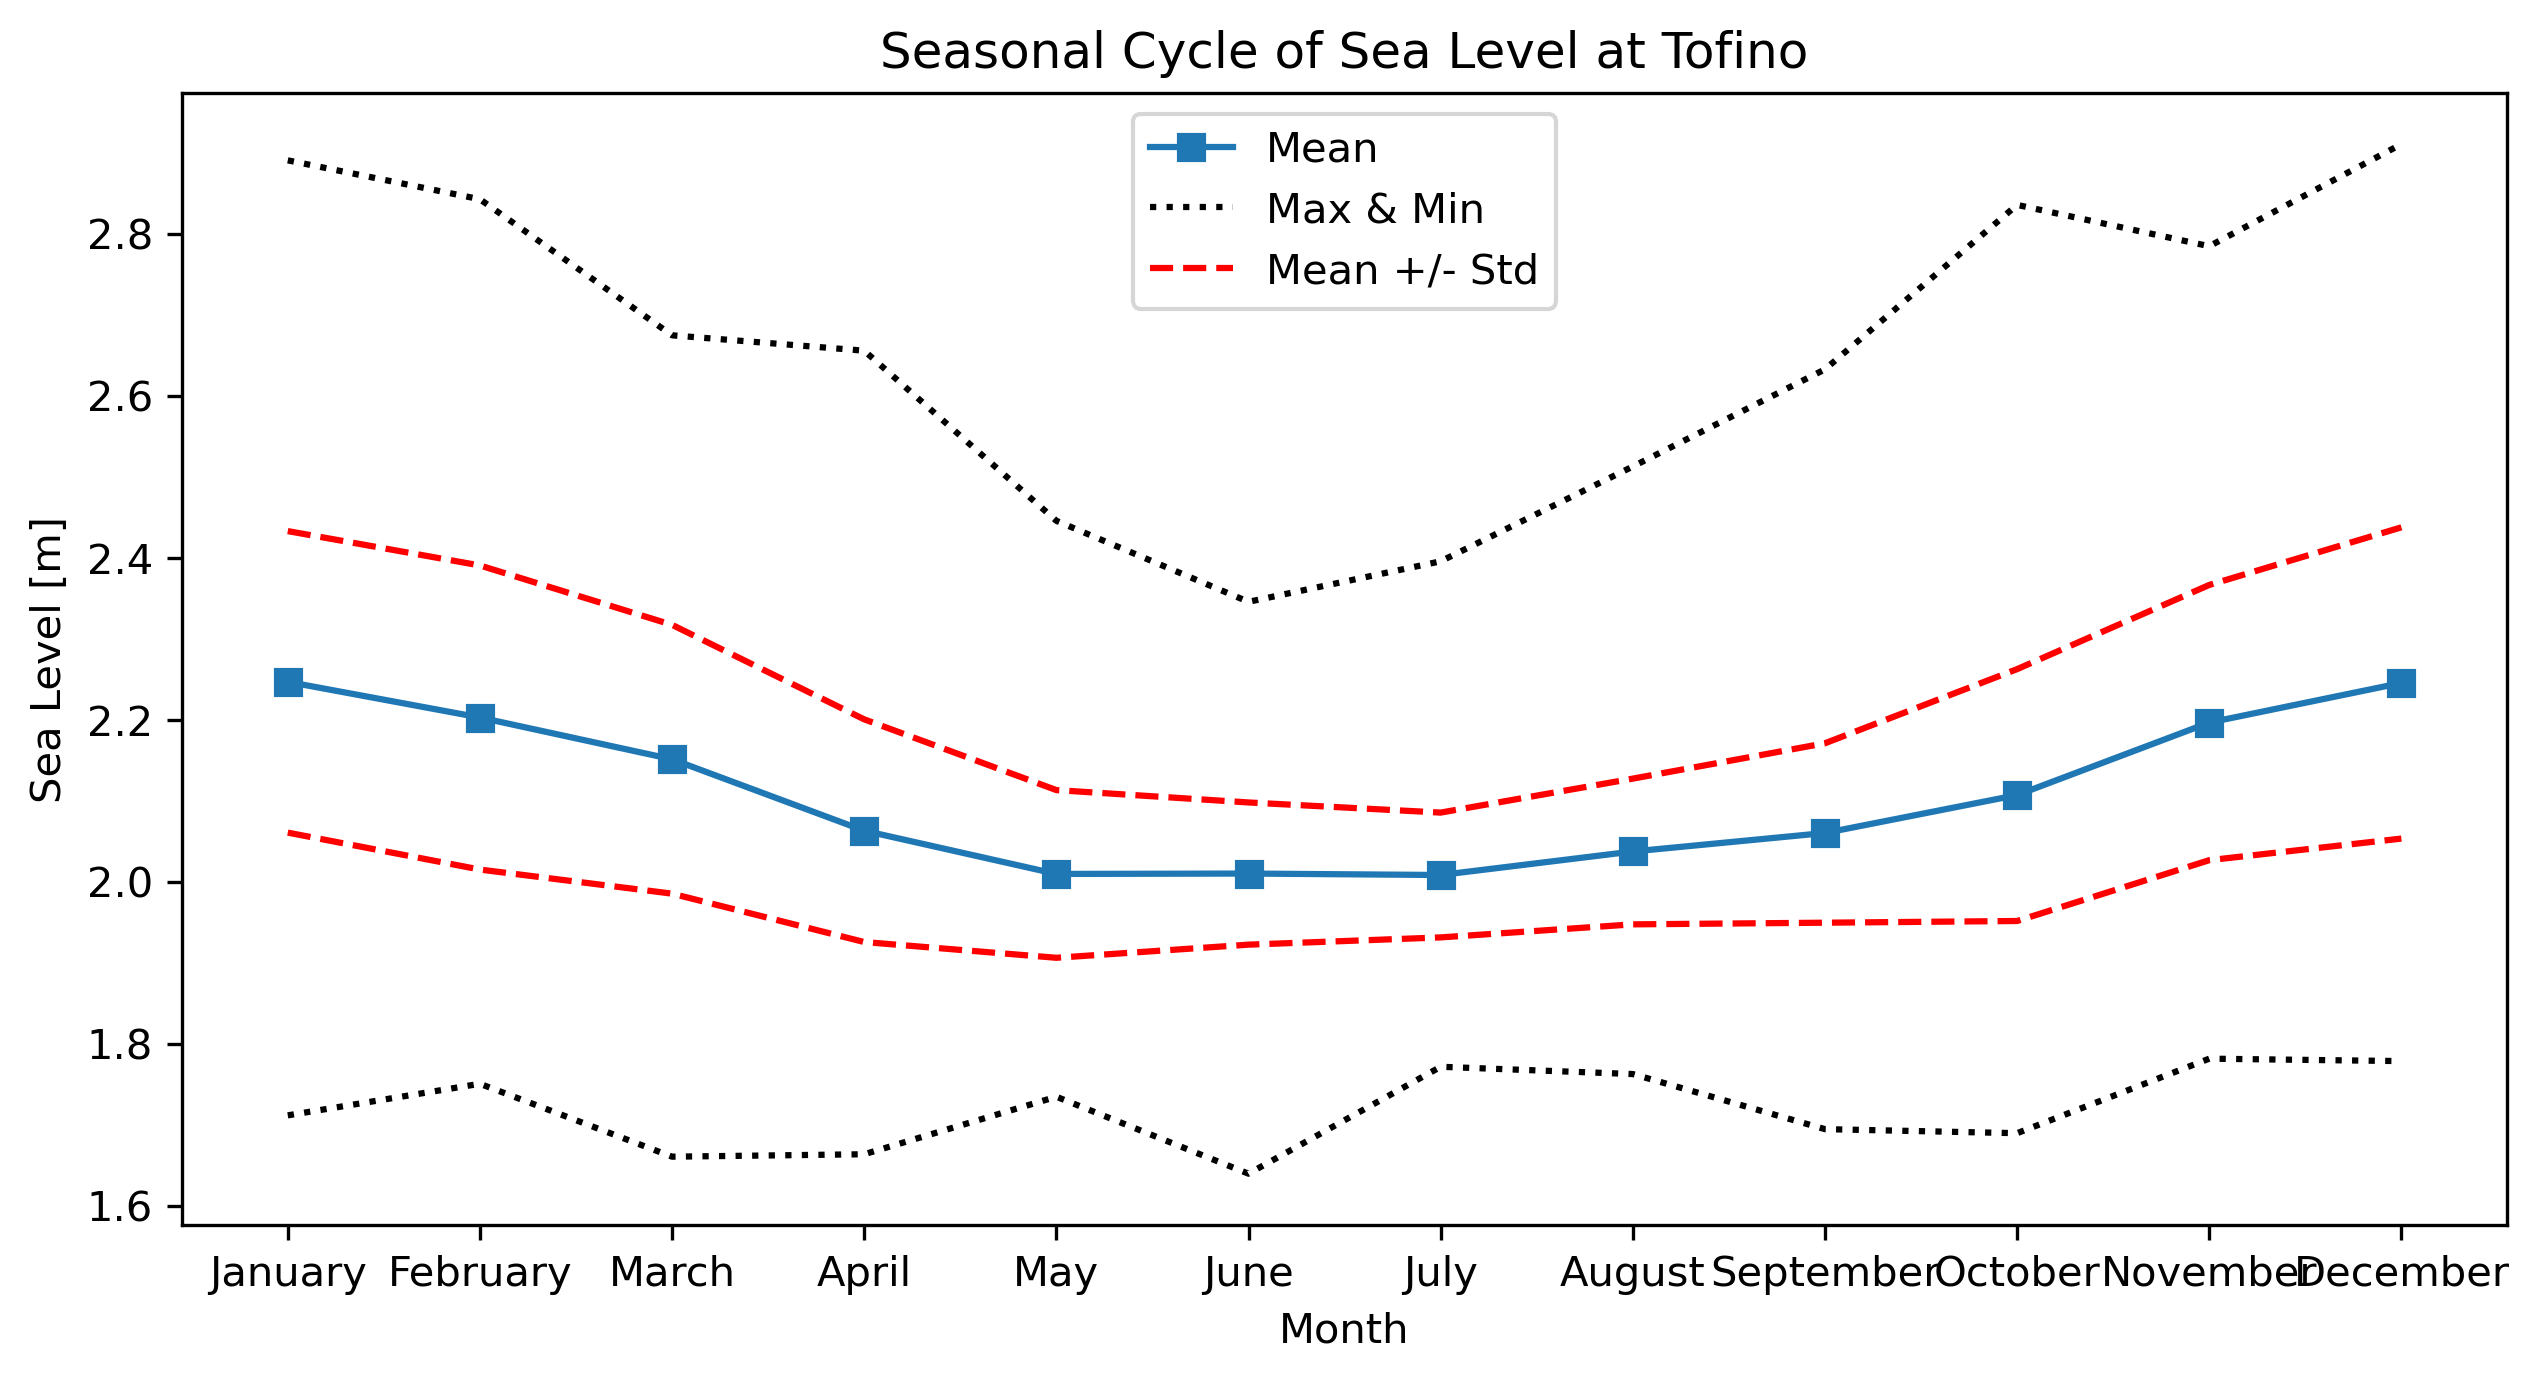 Seasonal Cycle of Sea Level at Tofino
Mean
Max & Min
Mean +/- Std
Sea Level [m]
2.8
2.6
2.4
2.2
2.0
1.8
1.6
January February March April May June July August September October November December
Month